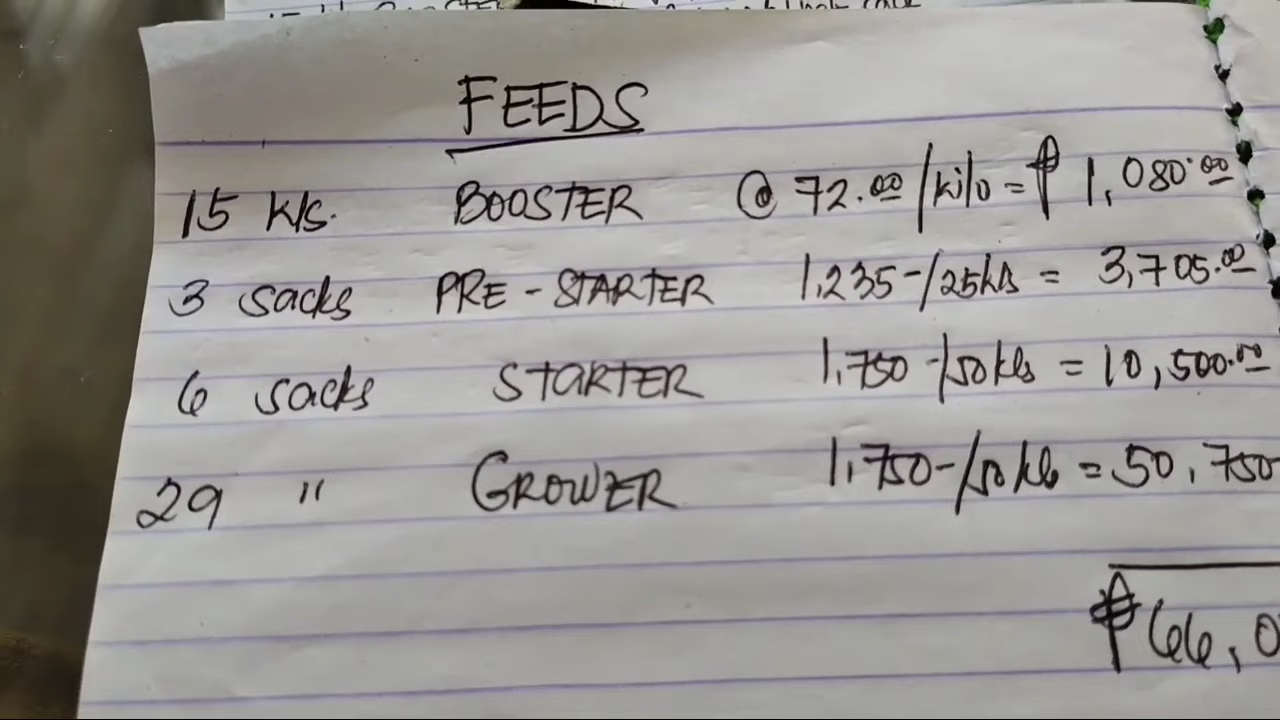 FEEDS
15 kls. BOOSTER @ 72.00/kilo = ₱ 1,080.00
3 sacks PRE-STARTER 1,235-/25kls = 3,705.00
6 sacks STARTER 1,750-/50kls = 10,500.00
29 " GROWER 1,750-/50kls = 50,750
₱66,0